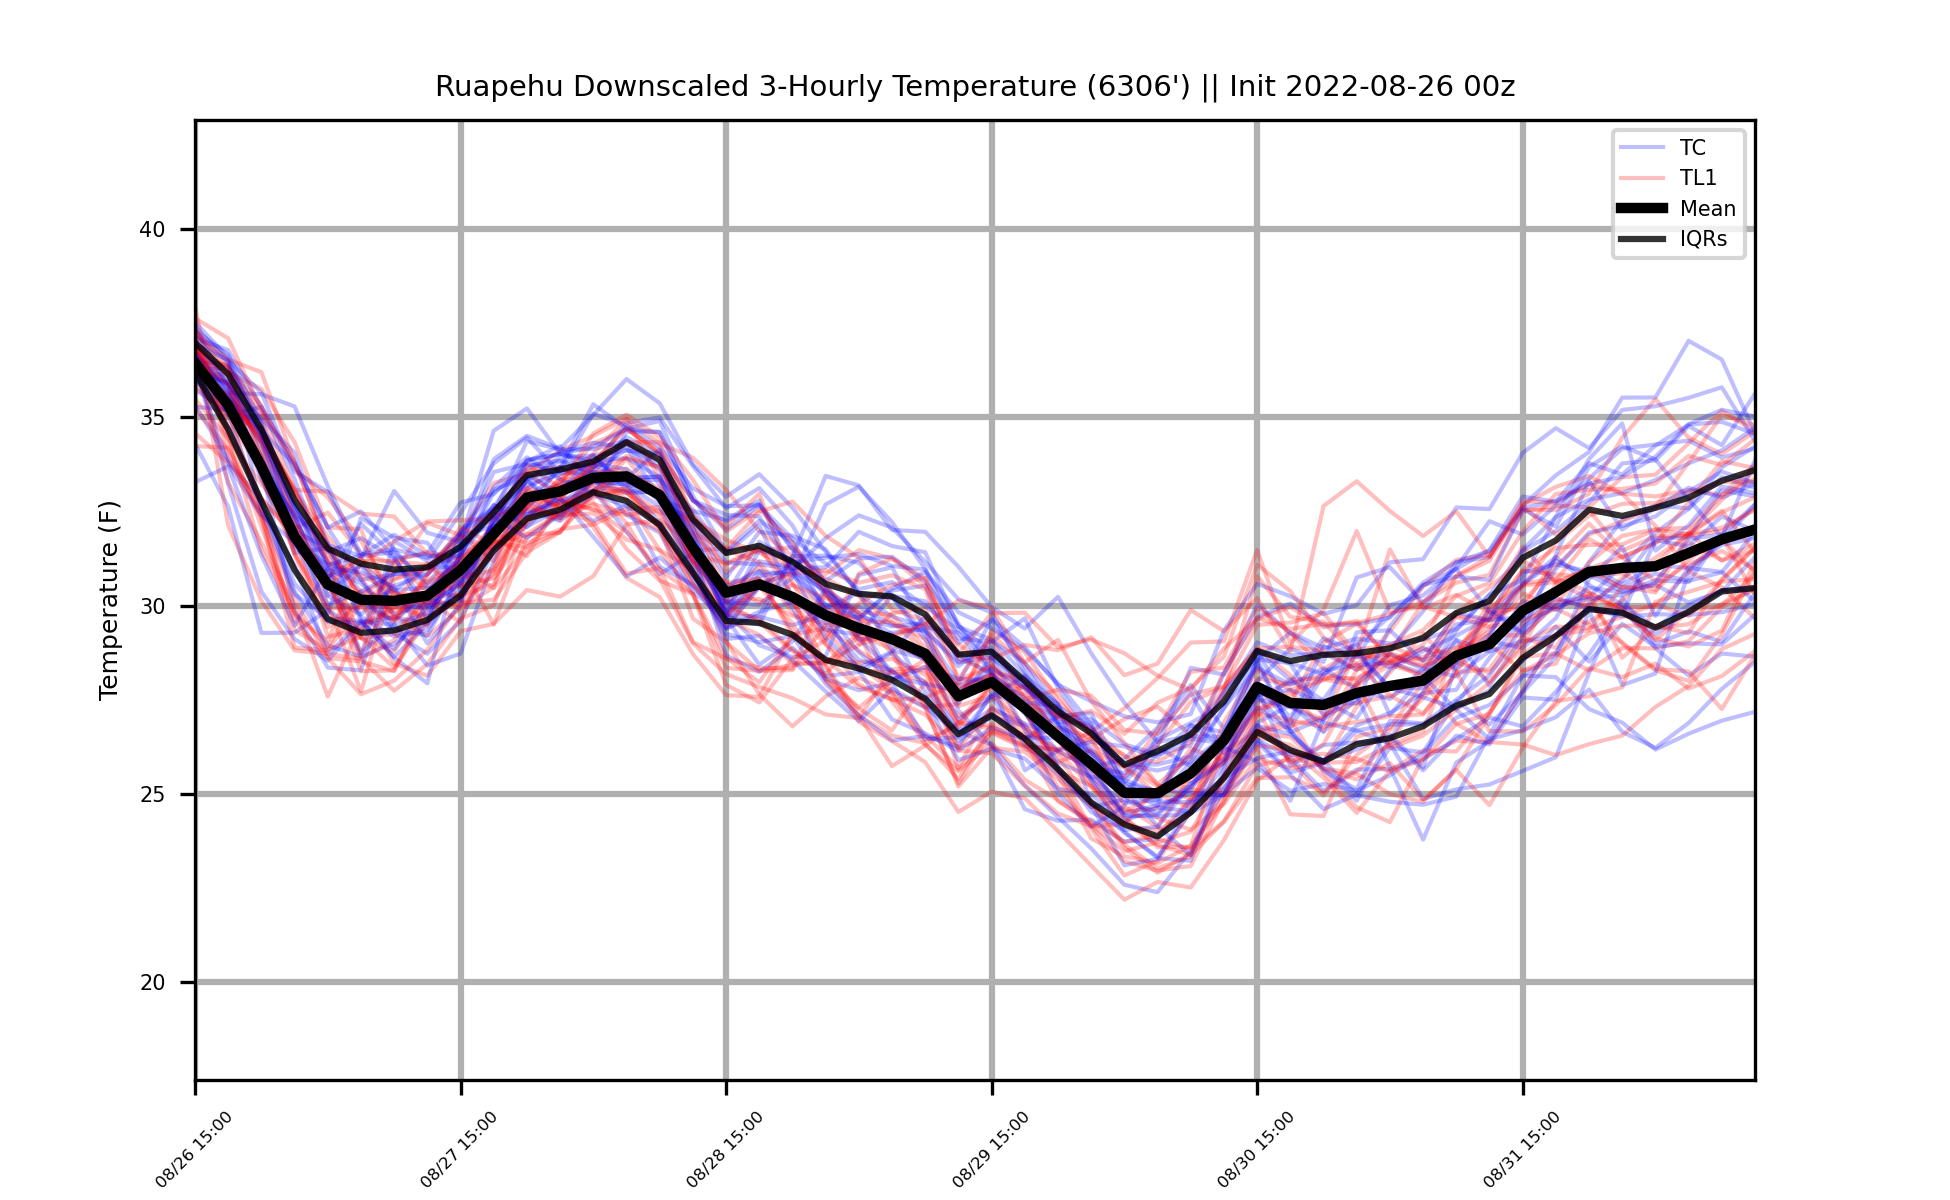 Ruapehu Downscaled 3-Hourly Temperature (6306') || Init 2022-08-26 00z
TC
TL1
Mean
IQRs
Temperature (F)
40
35
30
25
20
08/26 15:00
08/27 15:00
08/28 15:00
08/29 15:00
08/30 15:00
08/31 15:00